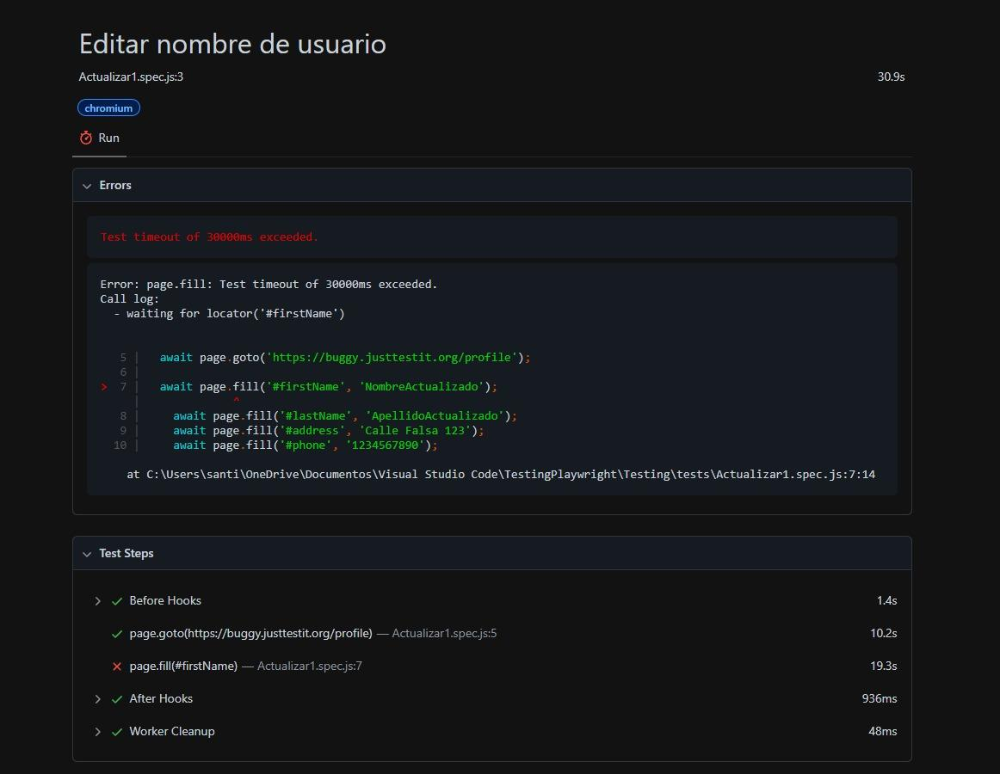 Editar nombre de usuario
Actualizar1.spec.js:3 30.9s
chromium
Run
Errors
Test timeout of 30000ms exceeded.
Error: page.fill: Test timeout of 30000ms exceeded.
Call log:
  - waiting for locator('#firstName')
5 |   await page.goto('https://buggy.justtestit.org/profile');
6 |
> 7 |   await page.fill('#firstName', 'NombreActualizado');
|              ^
8 |     await page.fill('#lastName', 'ApellidoActualizado');
9 |     await page.fill('#address', 'Calle Falsa 123');
10 |     await page.fill('#phone', '1234567890');
at C:\Users\santi\OneDrive\Documentos\Visual Studio Code\TestingPlaywright\Testing\tests\Actualizar1.spec.js:7:14
Test Steps
Before Hooks 1.4s
page.goto(https://buggy.justtestit.org/profile) — Actualizar1.spec.js:5 10.2s
page.fill(#firstName) — Actualizar1.spec.js:7 19.3s
After Hooks 936ms
Worker Cleanup 48ms